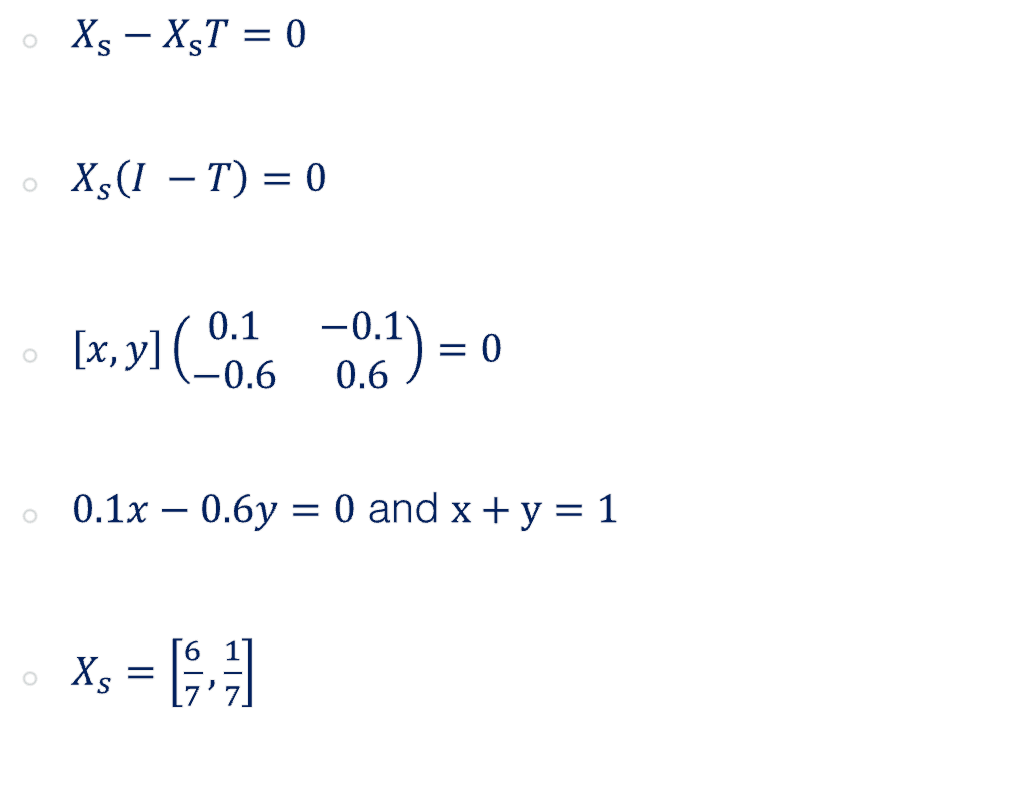 X_s − X_sT = 0
X_s(I − T) = 0
[x, y] ( 0.1 −0.1
−0.6 0.6 ) = 0
0.1x − 0.6y = 0 and x + y = 1
X_s = [6/7, 1/7]